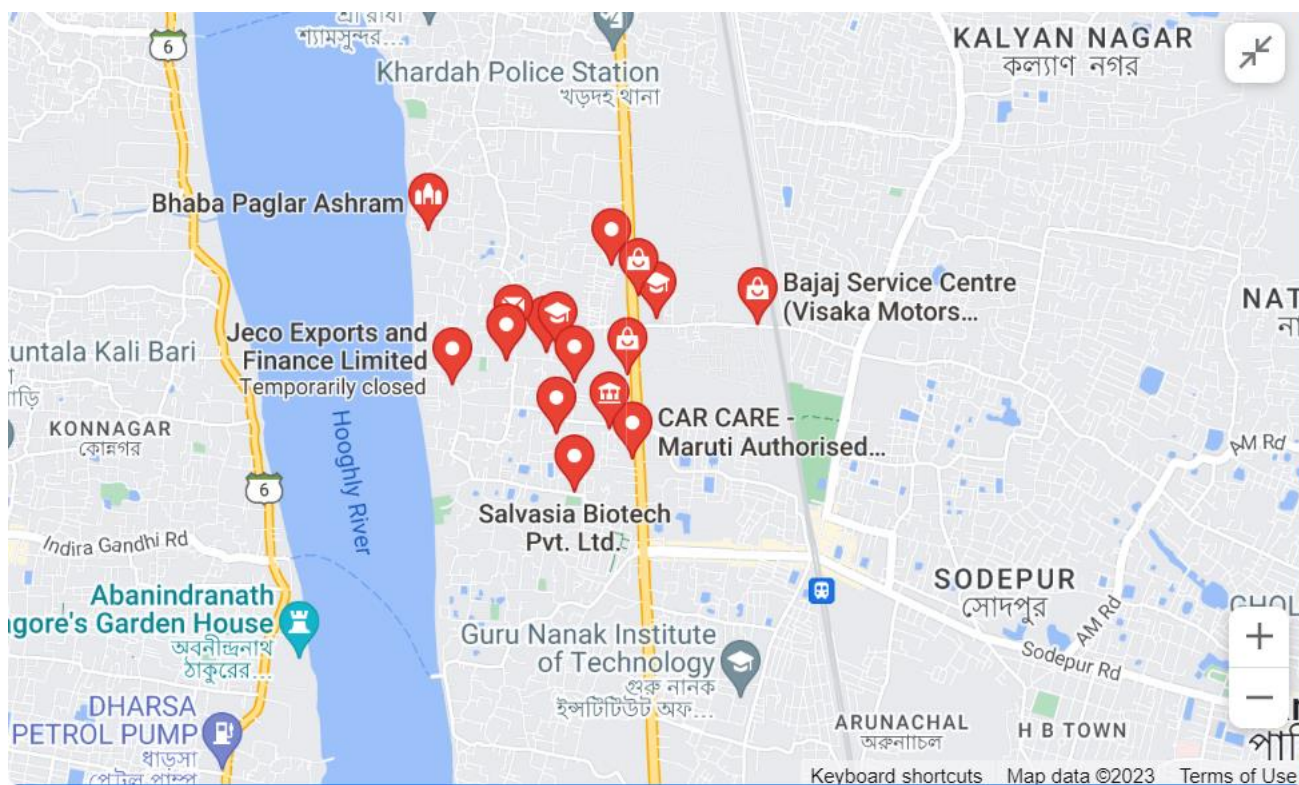 শ্যামসুন্দর...
6
KALYAN NAGAR
কল্যাণ নগর
Khardah Police Station
খড়দহ থানা
Bhaba Paglar Ashram
Bajaj Service Centre
(Visaka Motors...
NAT
Jeco Exports and
Finance Limited
Temporarily closed
untala Kali Bari
KONNAGAR
কোন্নগর
CAR CARE -
Maruti Authorised...
AM Rd
Hooghly River
6
Salvasia Biotech
Pvt. Ltd.
Indira Gandhi Rd
SODEPUR
সোদপুর
Abanindranath
gore's Garden House
অবনীন্দ্রনাথ
ঠাকুরের...
GHOL
AM Rd
Sodepur Rd
Guru Nanak Institute
of Technology
গুরু নানক
ইন্সটিটিউট অফ...
DHARSA
PETROL PUMP
ধাড়সা
পেট্রল পাম্প
ARUNACHAL
অরুনাচল
H B TOWN
পানি
Keyboard shortcuts
Map data ©2023
Terms of Use